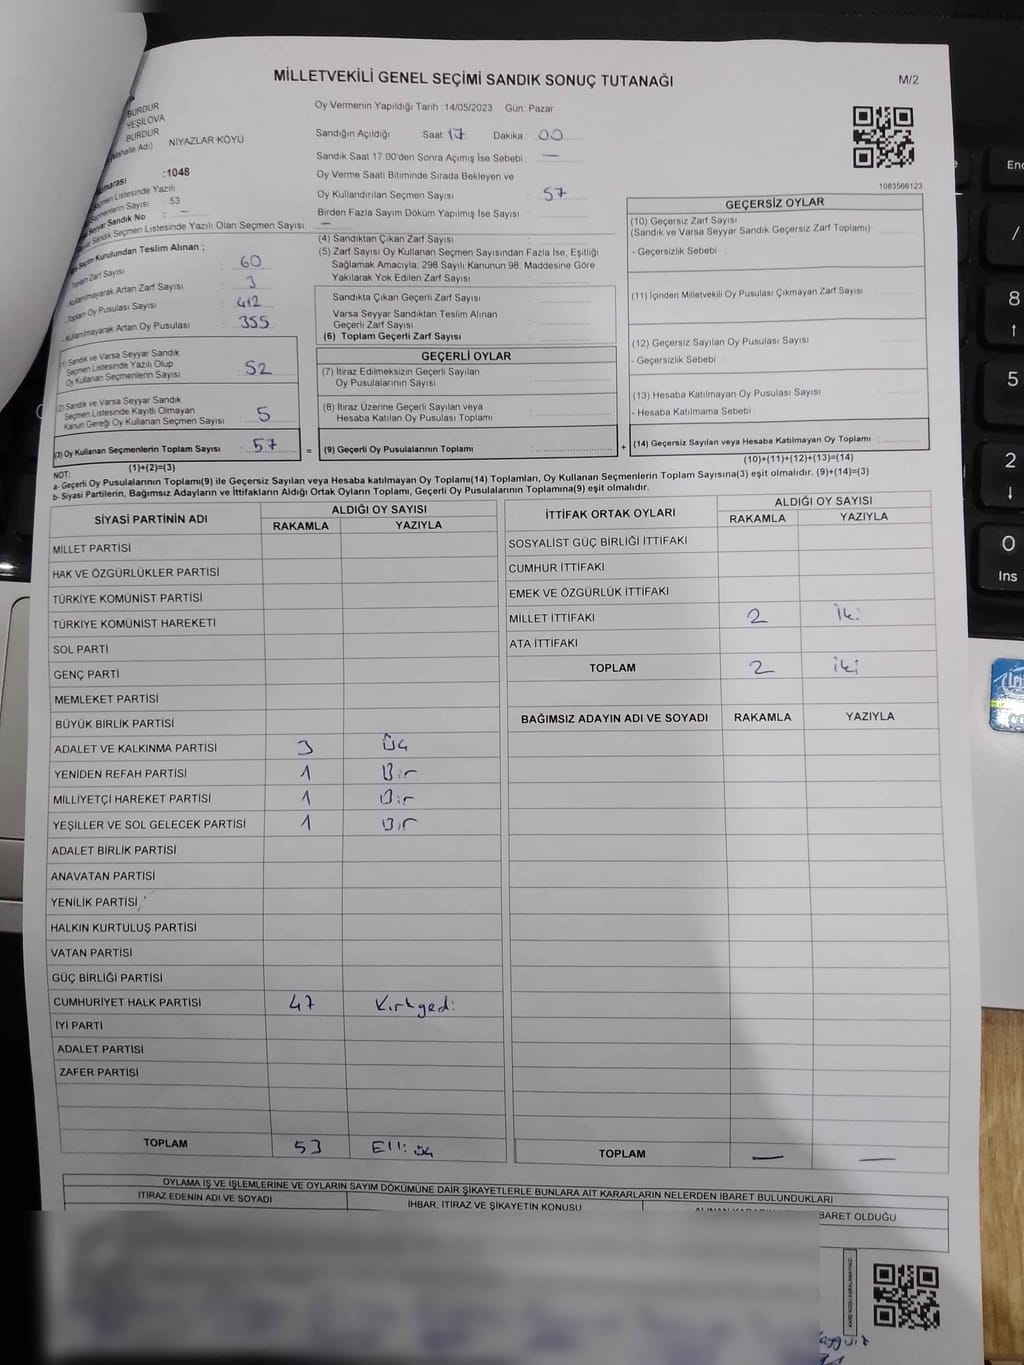 MİLLETVEKİLİ GENEL SEÇİMİ SANDIK SONUÇ TUTANAĞI
M/2
BURDUR
YEŞİLOVA
BURDUR
NİYAZLAR KÖYÜ
:1048
Seçmen Listesinde Yazılı
Seçmenlerin Sayısı : 53
Seyyar Sandık No : —
Seyyar Sandık Seçmen Listesinde Yazılı Olan Seçmen Sayısı: —
Oy Vermenin Yapıldığı Tarih :14/05/2023 Gün: Pazar
Sandığın Açıldığı Saat: 17 Dakika : 00
Sandık Saat 17:00'den Sonra Açmış İse Sebebi —
Oy Verme Saati Bitiminde Sırada Bekleyen ve
Oy Kullandırılan Seçmen Sayısı : 57
Birden Fazla Sayım Döküm Yapılmış İse Sayısı :
1083566123
Seçim Kurulundan Teslim Alınan ;
Toplam Zarf Sayısı : 60
Kullanılmayarak Artan Zarf Sayısı : 3
Toplam Oy Pusulası Sayısı : 412
Kullanılmayarak Artan Oy Pusulası : 355
(1) Sandık ve Varsa Seyyar Sandık
Seçmen Listesinde Yazılı Olup
Oy Kullanan Seçmenlerin Sayısı : 52
(2) Sandık ve Varsa Seyyar Sandık
Seçmen Listesinde Kayıtlı Olmayan
Kanun Gereği Oy Kullanan Seçmen Sayısı : 5
(3) Oy Kullanan Seçmenlerin Toplam Sayısı : 57
(1)+(2)=(3)
(4) Sandıktan Çıkan Zarf Sayısı :
(5) Zarf Sayısı Oy Kullanan Seçmen Sayısından Fazla İse, Eşitliği
Sağlamak Amacıyla; 298 Sayılı Kanunun 98. Maddesine Göre
Yakılarak Yok Edilen Zarf Sayısı :
Sandıkta Çıkan Geçerli Zarf Sayısı :
Varsa Seyyar Sandıktan Teslim Alınan
Geçerli Zarf Sayısı :
(6) Toplam Geçerli Zarf Sayısı :
GEÇERLİ OYLAR
(7) İtiraz Edilmeksizin Geçerli Sayılan
Oy Pusulalarının Sayısı :
(8) İtiraz Üzerine Geçerli Sayılan veya
Hesaba Katılan Oy Pusulası Toplamı :
= (9) Geçerli Oy Pusulalarının Toplamı :
GEÇERSİZ OYLAR
(10) Geçersiz Zarf Sayısı
(Sandık ve Varsa Seyyar Sandık Geçersiz Zarf Toplamı) :
- Geçersizlik Sebebi :
(11) İçinden Milletvekili Oy Pusulası Çıkmayan Zarf Sayısı :
(12) Geçersiz Sayılan Oy Pusulası Sayısı :
- Geçersizlik Sebebi :
(13) Hesaba Katılmayan Oy Pusulası Sayısı :
- Hesaba Katılmama Sebebi :
+ (14) Geçersiz Sayılan veya Hesaba Katılmayan Oy Toplamı :
(10)+(11)+(12)+(13)=(14)
NOT:
a- Geçerli Oy Pusulalarının Toplamı(9) ile Geçersiz Sayılan veya Hesaba katılmayan Oy Toplamı(14) Toplamları, Oy Kullanan Seçmenlerin Toplam Sayısına(3) eşit olmalıdır. (9)+(14)=(3)
b- Siyasi Partilerin, Bağımsız Adayların ve İttifakların Aldığı Ortak Oyların Toplamı, Geçerli Oy Pusulalarının Toplamına(9) eşit olmalıdır.
SİYASİ PARTİNİN ADI ALDIĞI OY SAYISI
RAKAMLA YAZIYLA
MİLLET PARTİSİ
HAK VE ÖZGÜRLÜKLER PARTİSİ
TÜRKİYE KOMÜNİST PARTİSİ
TÜRKİYE KOMÜNİST HAREKETİ
SOL PARTİ
GENÇ PARTİ
MEMLEKET PARTİSİ
BÜYÜK BİRLİK PARTİSİ
ADALET VE KALKINMA PARTİSİ 3 Üç
YENİDEN REFAH PARTİSİ 1 Bir
MİLLİYETÇİ HAREKET PARTİSİ 1 Bir
YEŞİLLER VE SOL GELECEK PARTİSİ 1 Bir
ADALET BİRLİK PARTİSİ
ANAVATAN PARTİSİ
YENİLİK PARTİSİ
HALKIN KURTULUŞ PARTİSİ
VATAN PARTİSİ
GÜÇ BİRLİĞİ PARTİSİ
CUMHURİYET HALK PARTİSİ 47 Kırkyedi
İYİ PARTİ
ADALET PARTİSİ
ZAFER PARTİSİ
TOPLAM 53 Elli üç
İTTİFAK ORTAK OYLARI ALDIĞI OY SAYISI
RAKAMLA YAZIYLA
SOSYALİST GÜÇ BİRLİĞİ İTTİFAKI
CUMHUR İTTİFAKI
EMEK VE ÖZGÜRLÜK İTTİFAKI
MİLLET İTTİFAKI 2 İki
ATA İTTİFAKI
TOPLAM 2 iki
BAĞIMSIZ ADAYIN ADI VE SOYADI RAKAMLA YAZIYLA
TOPLAM — —
OYLAMA İŞ VE İŞLEMLERİNE VE OYLARIN SAYIM DÖKÜMÜNE DAİR ŞİKAYETLERLE BUNLARA AİT KARARLARIN NELERDEN İBARET BULUNDUKLARI
İTİRAZ EDENİN ADI VE SOYADI
İHBAR, İTİRAZ VE ŞİKAYETİN KONUSU
BARET OLDUĞU
En
/
8
5
2
0
Ins